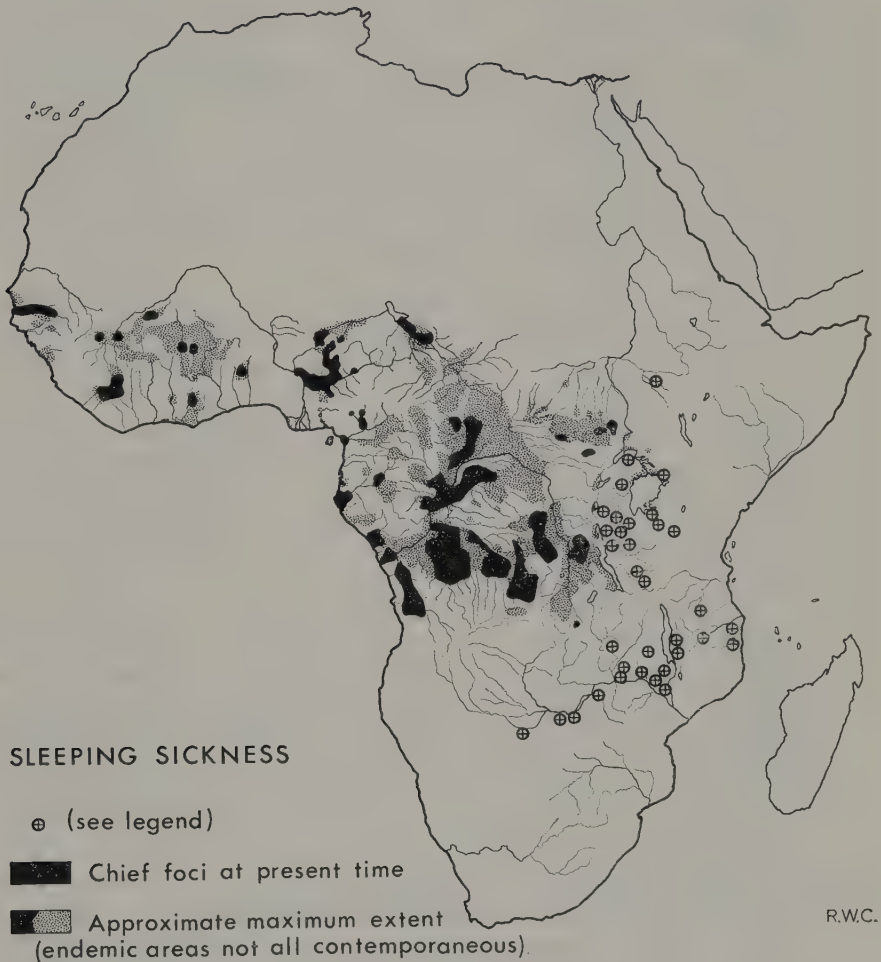 SLEEPING SICKNESS
⊕ (see legend)
Chief foci at present time
Approximate maximum extent
(endemic areas not all contemporaneous).
R.W.C.